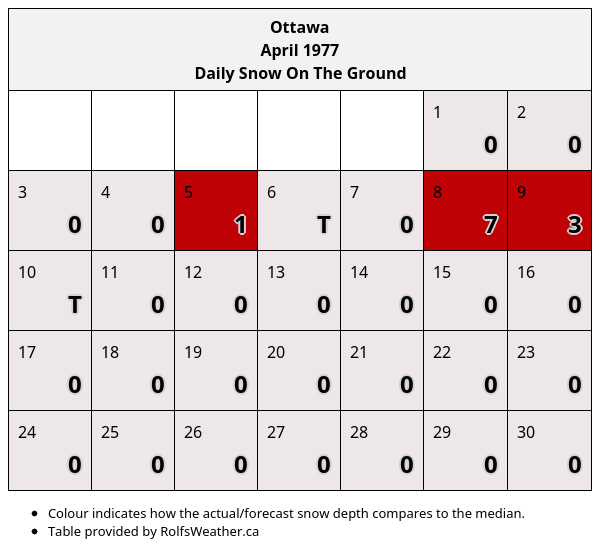 Ottawa
April 1977
Daily Snow On The Ground
1 2
0 0
3 4 5 6 7 8 9
0 0 1 T 0 7 3
10 11 12 13 14 15 16
T 0 0 0 0 0 0
17 18 19 20 21 22 23
0 0 0 0 0 0 0
24 25 26 27 28 29 30
0 0 0 0 0 0 0
• Colour indicates how the actual/forecast snow depth compares to the median.
• Table provided by RolfsWeather.ca